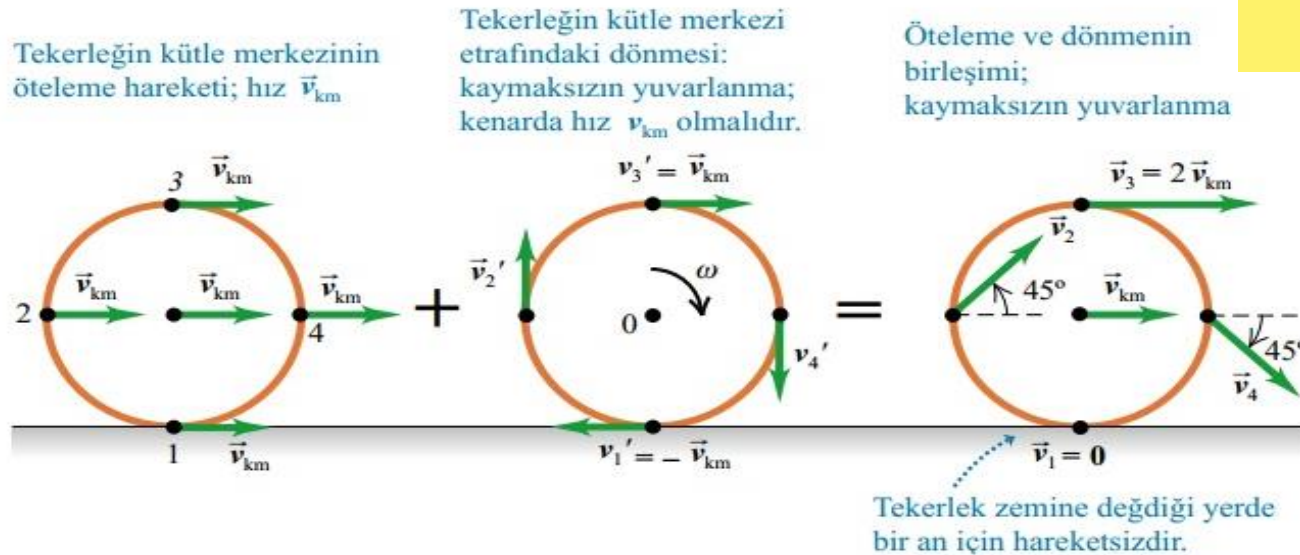 Tekerleğin kütle merkezinin
öteleme hareketi; hız v⃗km
Tekerleğin kütle merkezi
etrafındaki dönmesi:
kaymaksızın yuvarlanma;
kenarda hız vkm olmalıdır.
Öteleme ve dönmenin
birleşimi;
kaymaksızın yuvarlanma
3
v⃗km
2
v⃗km
v⃗km
v⃗km
4
1
v⃗km
+
v3′ = v⃗km
v⃗2′
ω
0
v4′
v1′ = − v⃗km
=
v⃗3 = 2 v⃗km
v⃗2
45º
v⃗km
45º
v⃗4
v⃗1 = 0
Tekerlek zemine değdiği yerde
bir an için hareketsizdir.